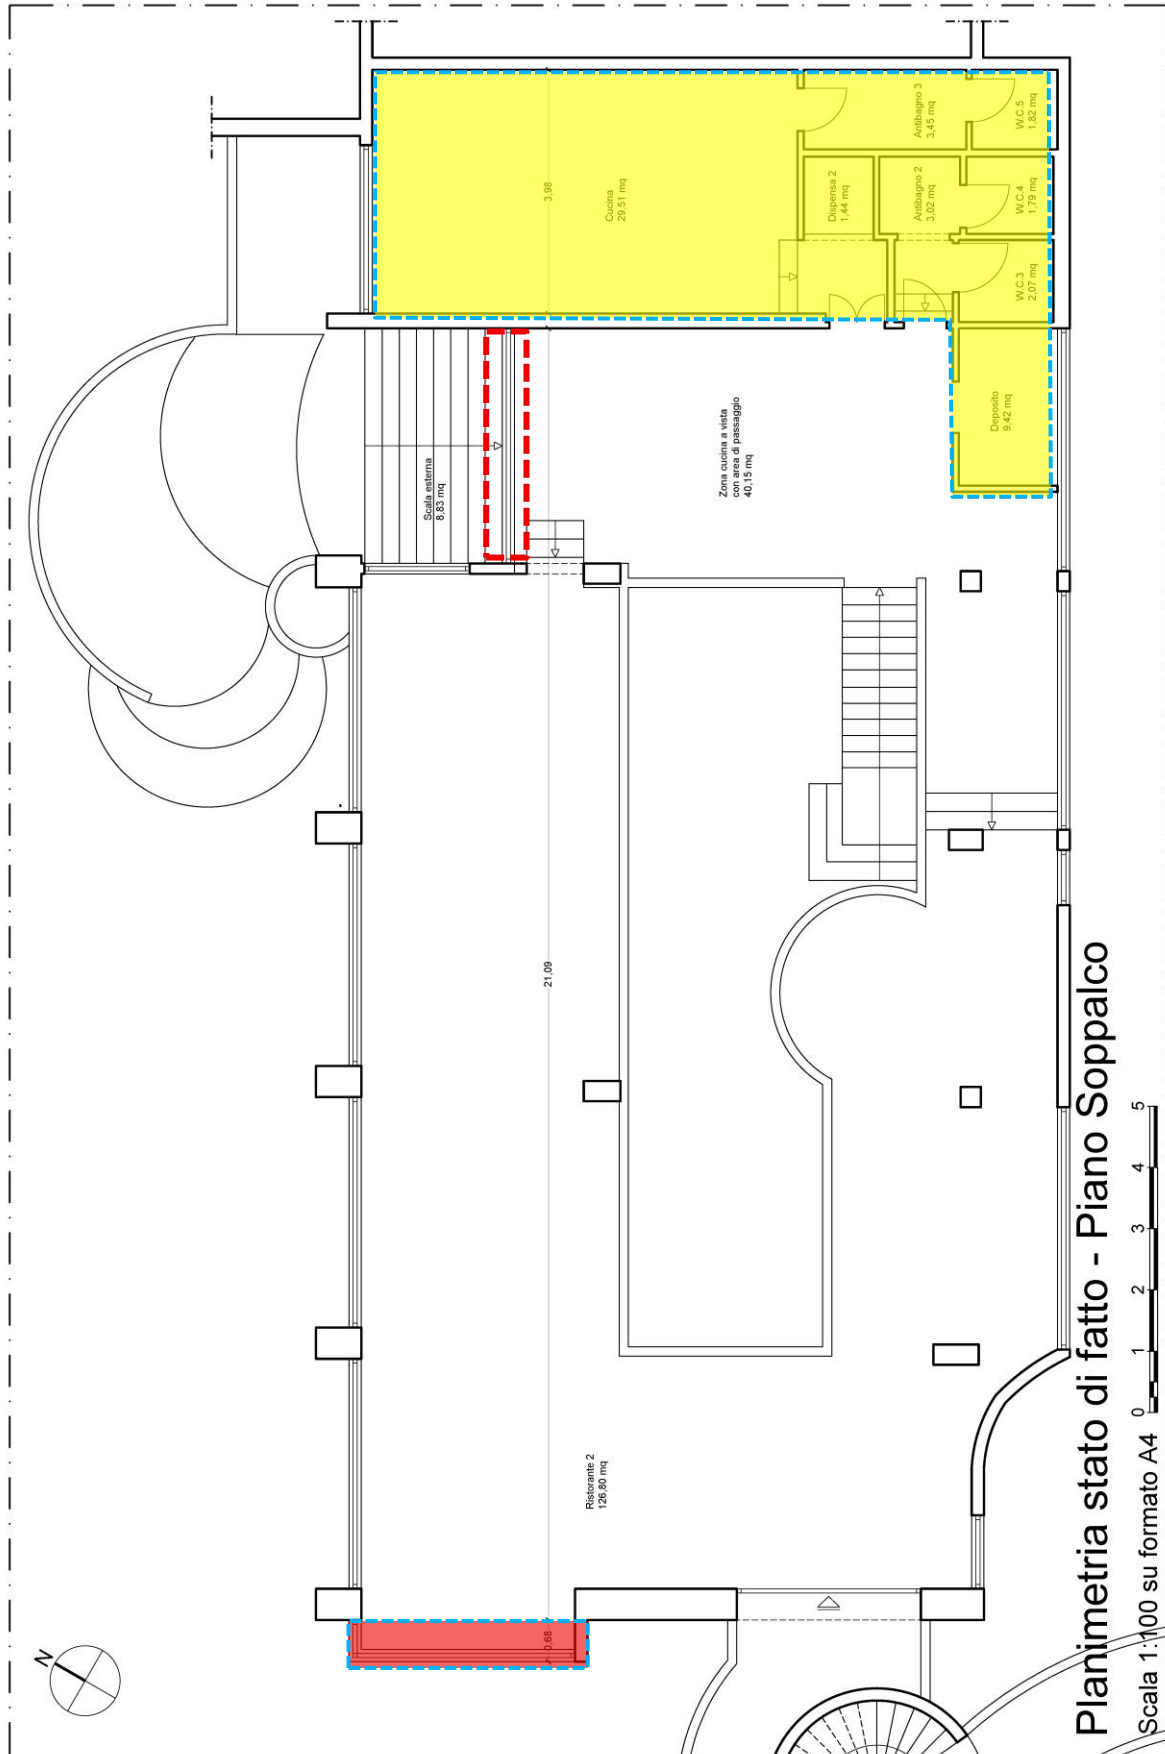 Antibagno 3
3,45 mq
W.C.5
1,82 mq
Cucina
29,51 mq
3,98
Dispensa 2
1,44 mq
Antibagno 2
3,02 mq
W.C.4
1,79 mq
W.C.3
2,07 mq
Scala esterna
8,83 mq
Zona cucina a vista
con area di passaggio
40,15 mq
Deposito
9,42 mq
21,09
Ristorante 2
126,80 mq
0,68
N
Planimetria stato di fatto - Piano Soppalco
Scala 1:100 su formato A4
0 1 2 3 4 5